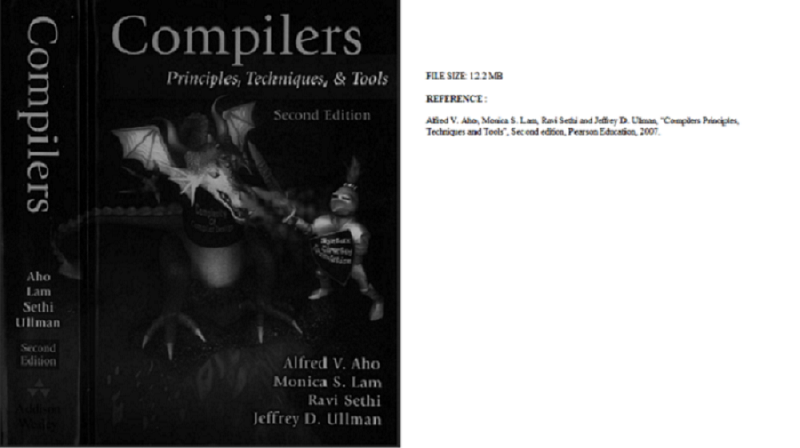 Compilers
Aho
Lam
Sethi
Ullman
Second
Edition
Addison
Wesley
Compilers
Principles, Techniques, & Tools
Second Edition
Alfred V. Aho
Monica S. Lam
Ravi Sethi
Jeffrey D. Ullman
FILE SIZE: 12.2 MB
REFERENCE :
Alfred V. Aho, Monica S. Lam, Ravi Sethi and Jeffrey D. Ullman, "Compilers Principles,
Techniques and Tools", Second edition, Pearson Education, 2007.